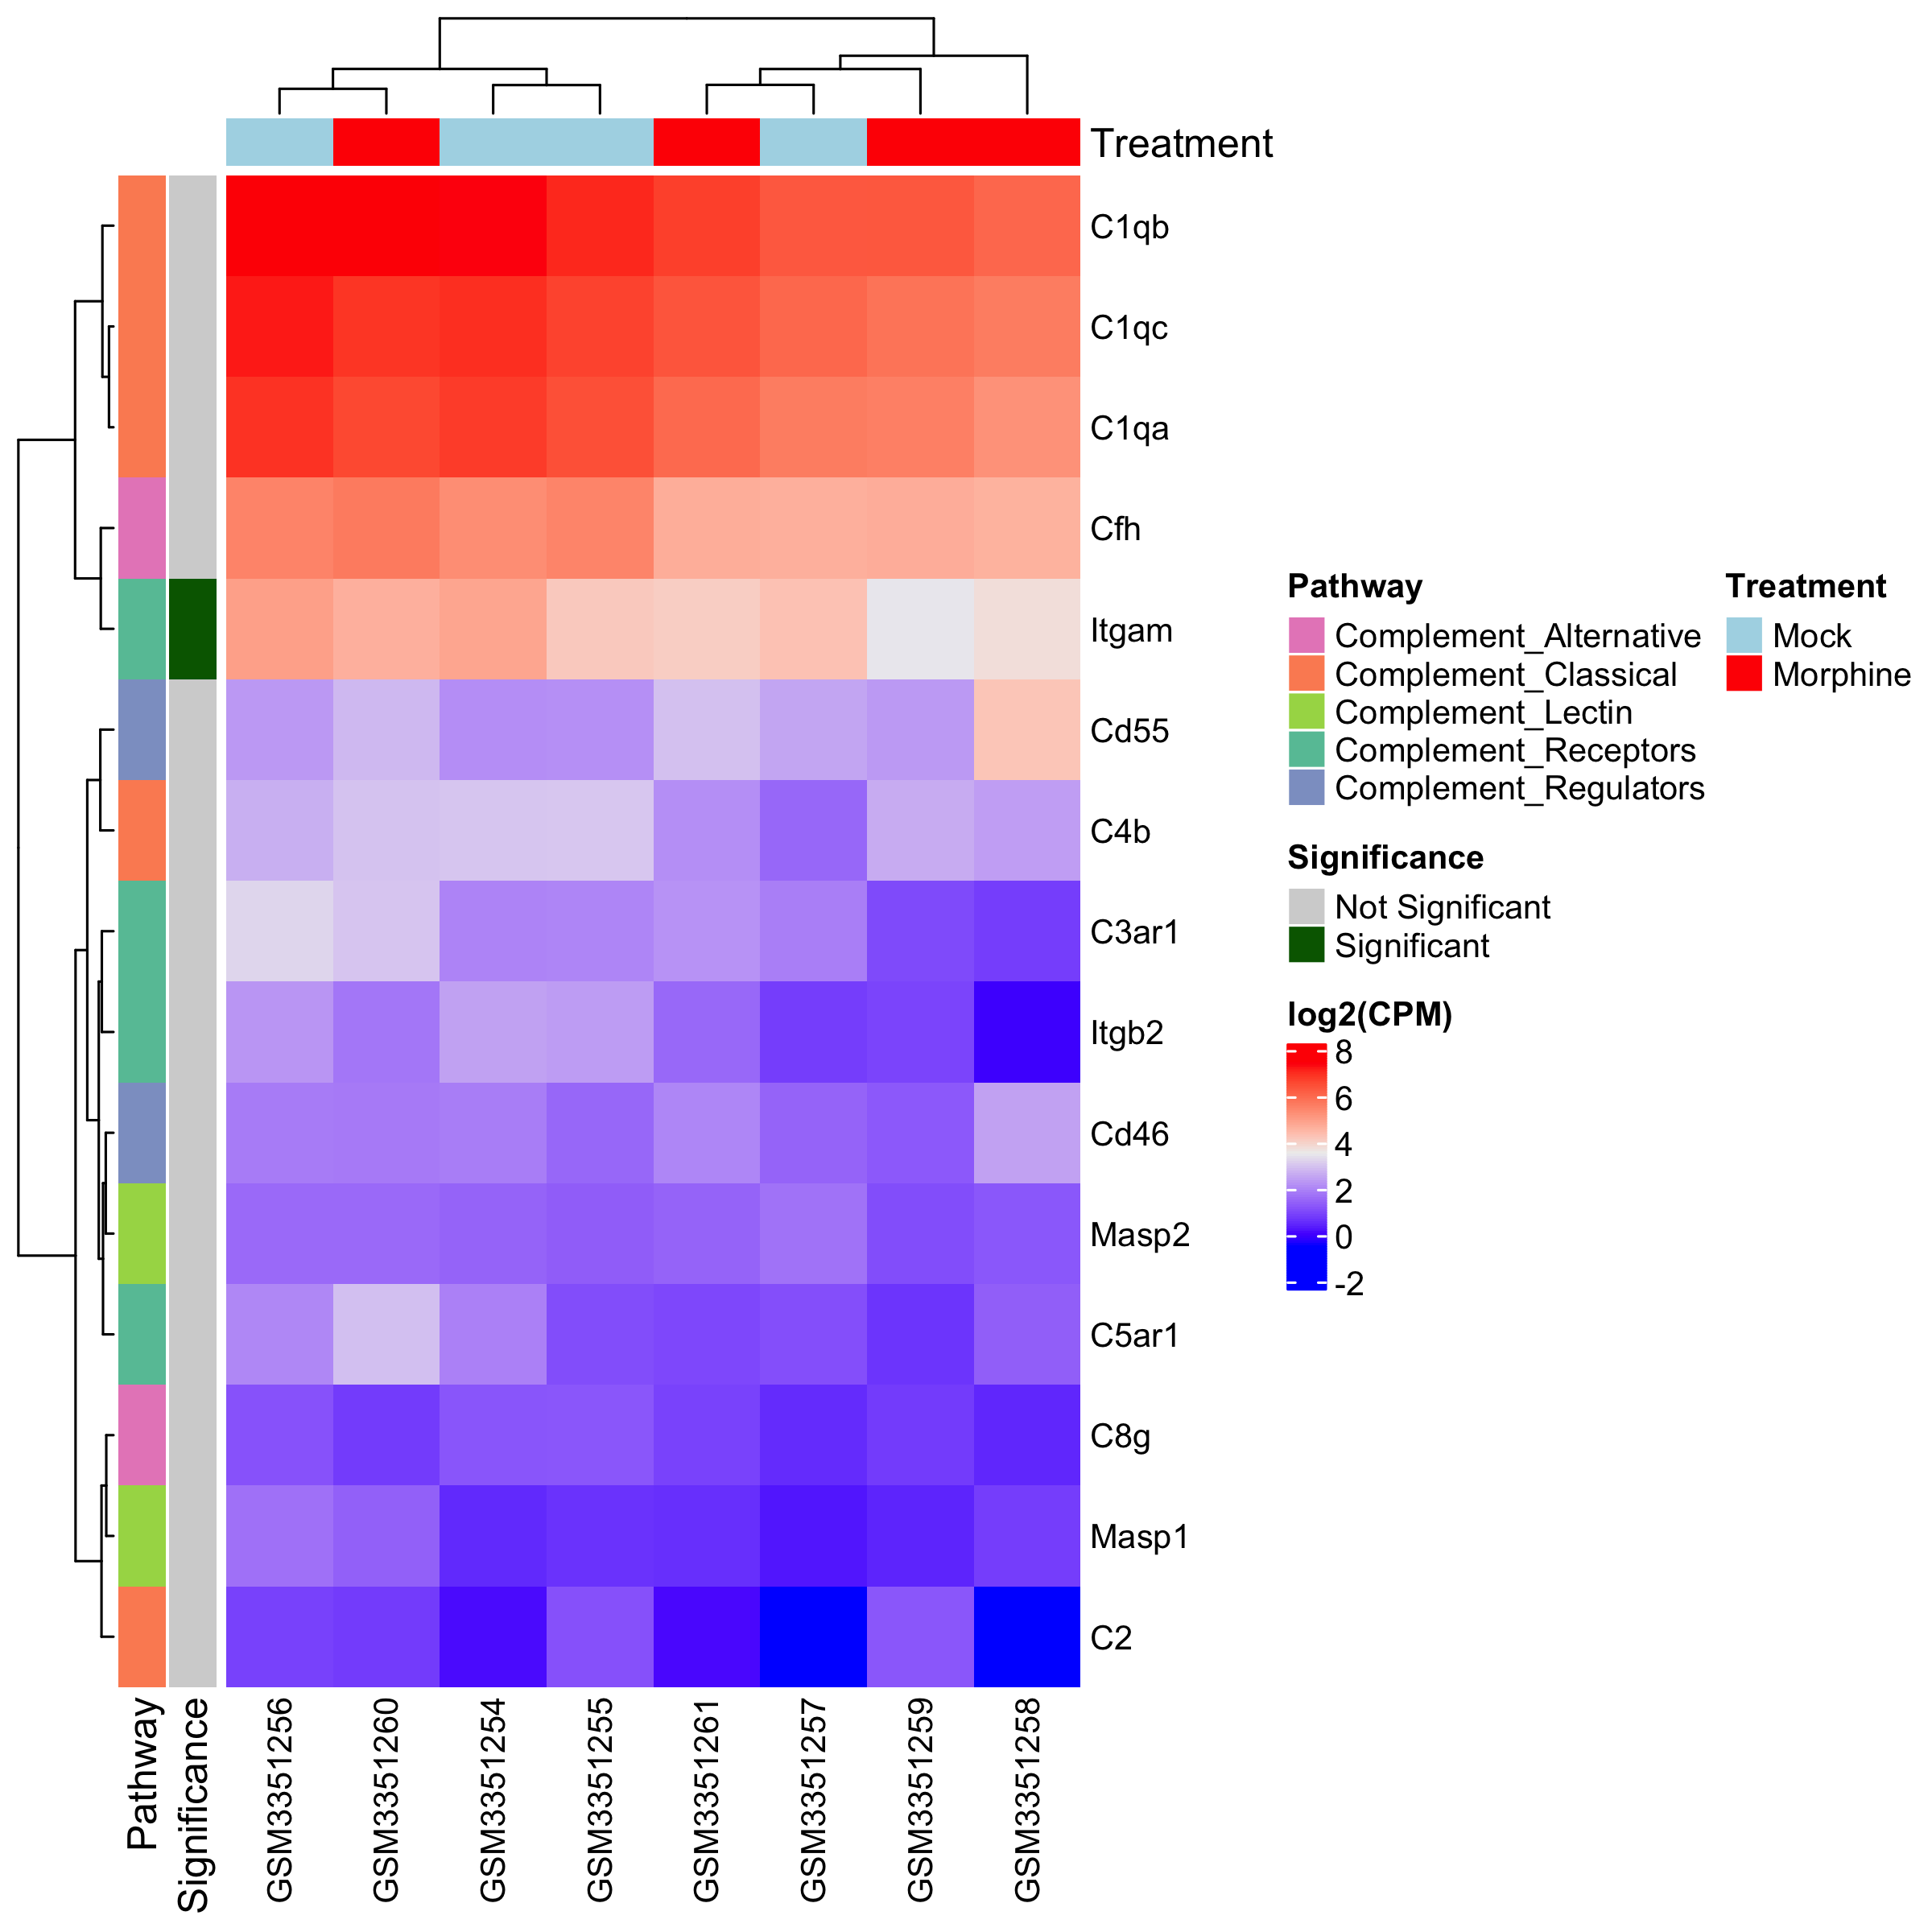 Treatment
C1qb
C1qc
C1qa
Cfh
Itgam
Cd55
C4b
C3ar1
Itgb2
Cd46
Masp2
C5ar1
C8g
Masp1
C2
Pathway
Significance
GSM3351256
GSM3351260
GSM3351254
GSM3351255
GSM3351261
GSM3351257
GSM3351259
GSM3351258
Pathway
Complement_Alternative
Complement_Classical
Complement_Lectin
Complement_Receptors
Complement_Regulators
Significance
Not Significant
Significant
log2(CPM)
8
6
4
2
0
-2
Treatment
Mock
Morphine